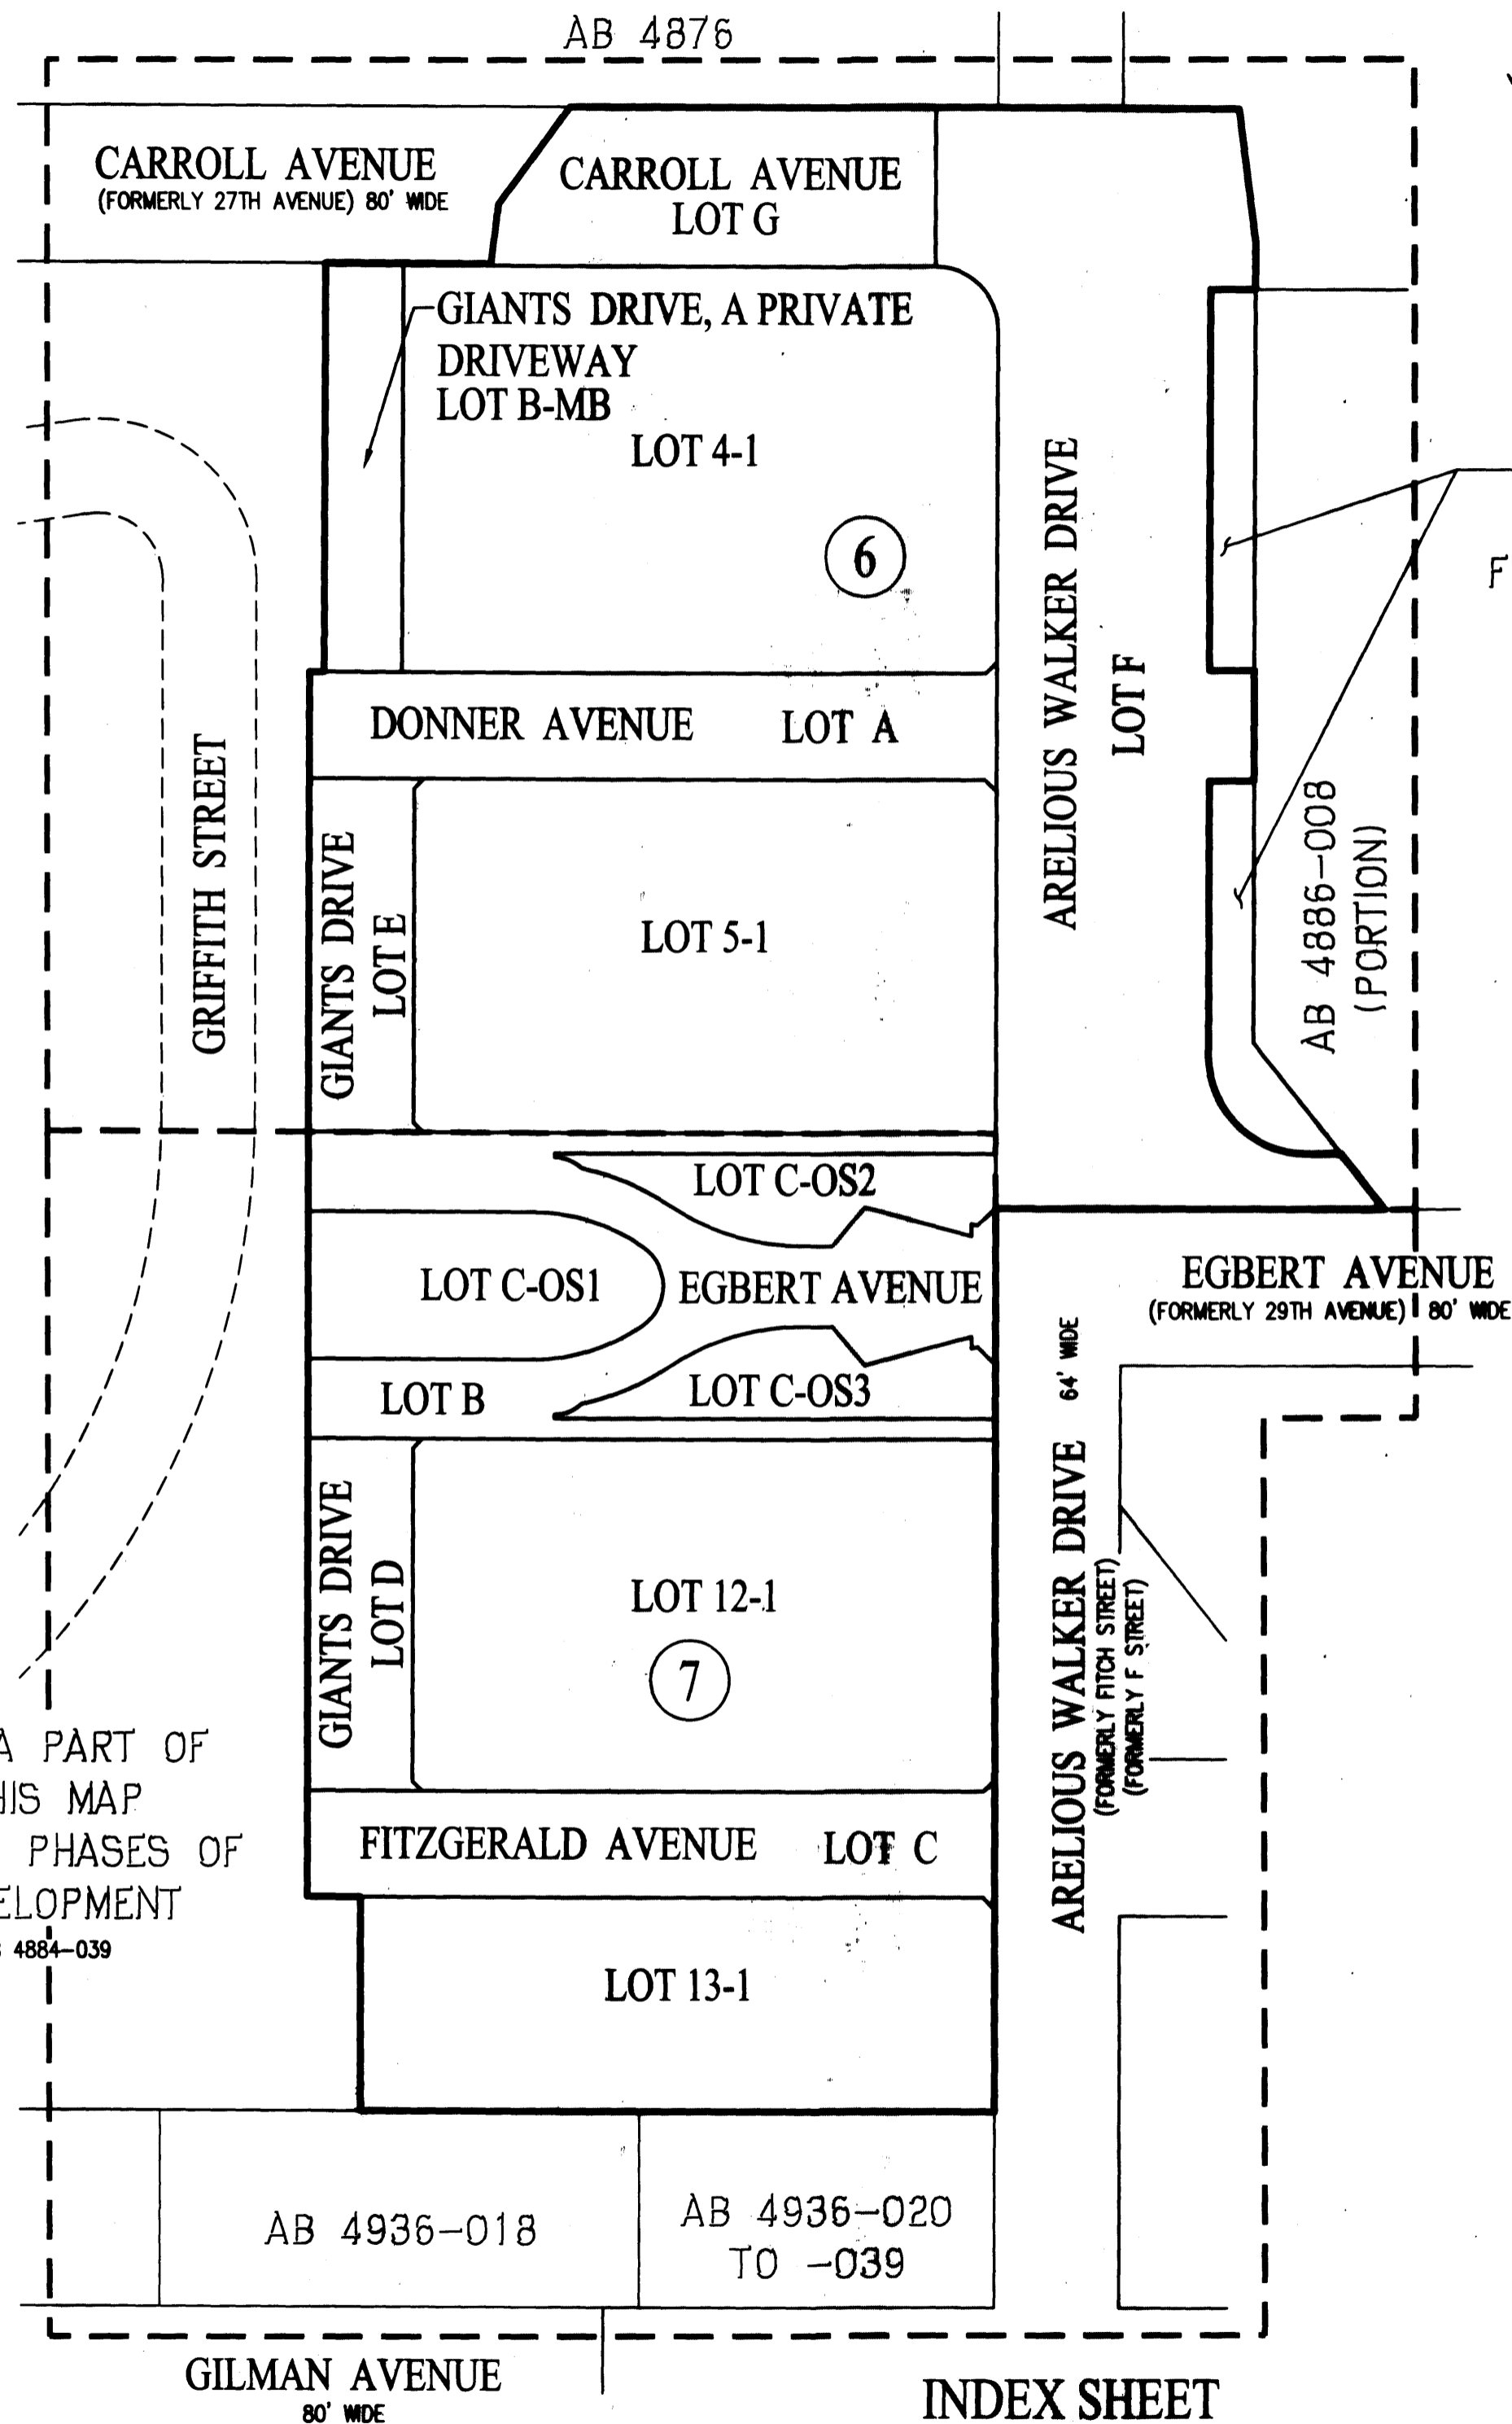 AB 4876
CARROLL AVENUE
(FORMERLY 27TH AVENUE) 80' WIDE
CARROLL AVENUE
LOT G
GIANTS DRIVE, A PRIVATE
DRIVEWAY
LOT B-MB
LOT 4-1
6
ARELIOUS WALKER DRIVE
LOT F
F
DONNER AVENUE LOT A
GRIFFITH STREET
GIANTS DRIVE
LOT E
LOT 5-1
AB 4886-008
(PORTION)
LOT C-OS2
LOT C-OS1
EGBERT AVENUE
EGBERT AVENUE
(FORMERLY 29TH AVENUE) 80' WIDE
LOT B
LOT C-OS3
64' WIDE
GIANTS DRIVE
LOT D
LOT 12-1
7
ARELIOUS WALKER DRIVE
(FORMERLY FITCH STREET)
(FORMERLY F STREET)
A PART OF
HIS MAP
PHASES OF
ELOPMENT
4884-039
FITZGERALD AVENUE LOT C
LOT 13-1
AB 4936-018
AB 4936-020
TO -039
GILMAN AVENUE
80' WIDE
INDEX SHEET